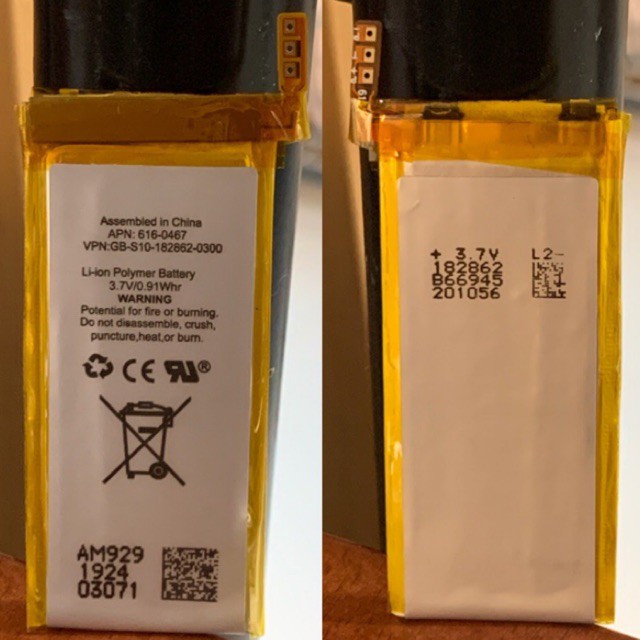 Assembled in China
APN: 616-0467
VPN:GB-S10-182862-0300
Li-ion Polymer Battery
3.7V/0.91Whr
WARNING
Potential for fire or burning.
Do not disassemble, crush,
puncture,heat,or burn.
CE
AM929
1924
03071
+ 3.7V L2-
182862
B66945
201056